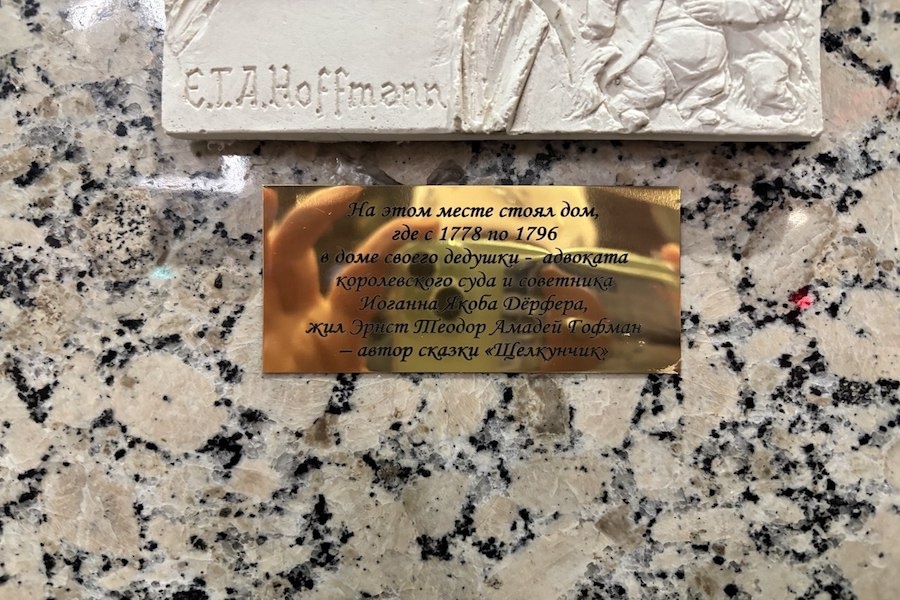 E.T.A. Hoffmann
На этом месте стоял дом,
где с 1778 по 1796
в доме своего дедушки - адвоката
королевского суда и советника
Иоганна Якоба Дёрфера,
жил Эрнст Теодор Амадей Гофман
– автор сказки «Щелкунчик»